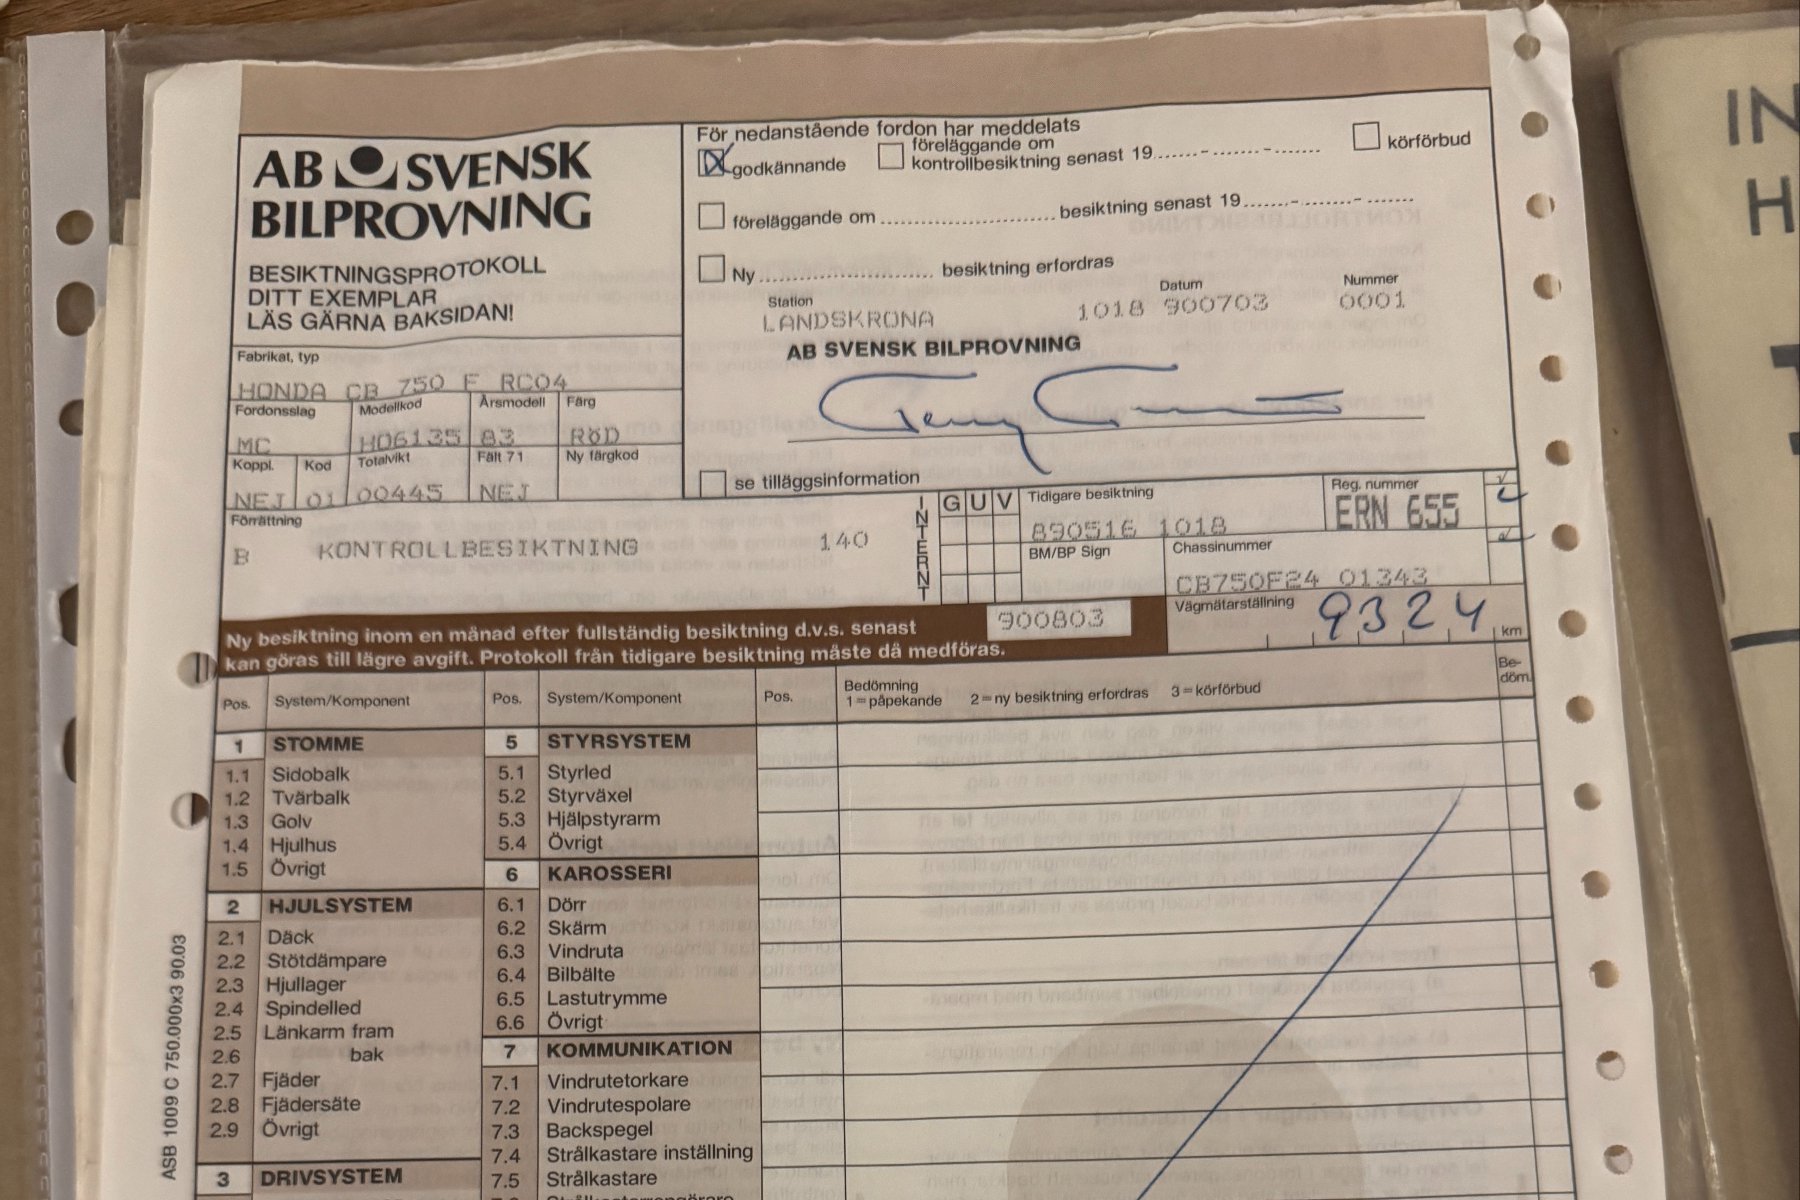 AB SVENSK
BILPROVNING
BESIKTNINGSPROTOKOLL
DITT EXEMPLAR
LÄS GÄRNA BAKSIDAN!
För nedanstående fordon har meddelats
X godkännande
föreläggande om
kontrollbesiktning senast 19
körförbud
föreläggande om besiktning senast 19
Ny besiktning erfordras
Station Datum Nummer
LANDSKRONA 1018 900703 0001
AB SVENSK BILPROVNING
se tilläggsinformation
Fabrikat, typ
HONDA CB 750 F RC04
Fordonsslag Modellkod Årsmodell Färg
MC H06135 83 RÖD
Koppl. Kod Totalvikt Fält 71 Ny färgkod
NEJ 01 00445 NEJ
Förrättning
B KONTROLLBESIKTNING 140
INTERNT
G U V
Tidigare besiktning
890516 1018
Reg. nummer
ERN 655
BM/BP Sign
Chassinummer
CB750F24 01343
Vägmätarställning
9324 km
Ny besiktning inom en månad efter fullständig besiktning d.v.s. senast 900803
kan göras till lägre avgift. Protokoll från tidigare besiktning måste då medföras.
Pos. System/Komponent Pos. System/Komponent Pos. Bedömning
1 = påpekande 2 = ny besiktning erfordras 3 = körförbud
Be-
döm.
1 STOMME
1.1 Sidobalk
1.2 Tvärbalk
1.3 Golv
1.4 Hjulhus
1.5 Övrigt
2 HJULSYSTEM
2.1 Däck
2.2 Stötdämpare
2.3 Hjullager
2.4 Spindelled
2.5 Länkarm fram
2.6 bak
2.7 Fjäder
2.8 Fjädersäte
2.9 Övrigt
3 DRIVSYSTEM
5 STYRSYSTEM
5.1 Styrled
5.2 Styrväxel
5.3 Hjälpstyrarm
5.4 Övrigt
6 KAROSSERI
6.1 Dörr
6.2 Skärm
6.3 Vindruta
6.4 Bilbälte
6.5 Lastutrymme
6.6 Övrigt
7 KOMMUNIKATION
7.1 Vindrutetorkare
7.2 Vindrutespolare
7.3 Backspegel
7.4 Strålkastare inställning
7.5 Strålkastare
ASB 1009 C 750.000x3 90.03
IN
H